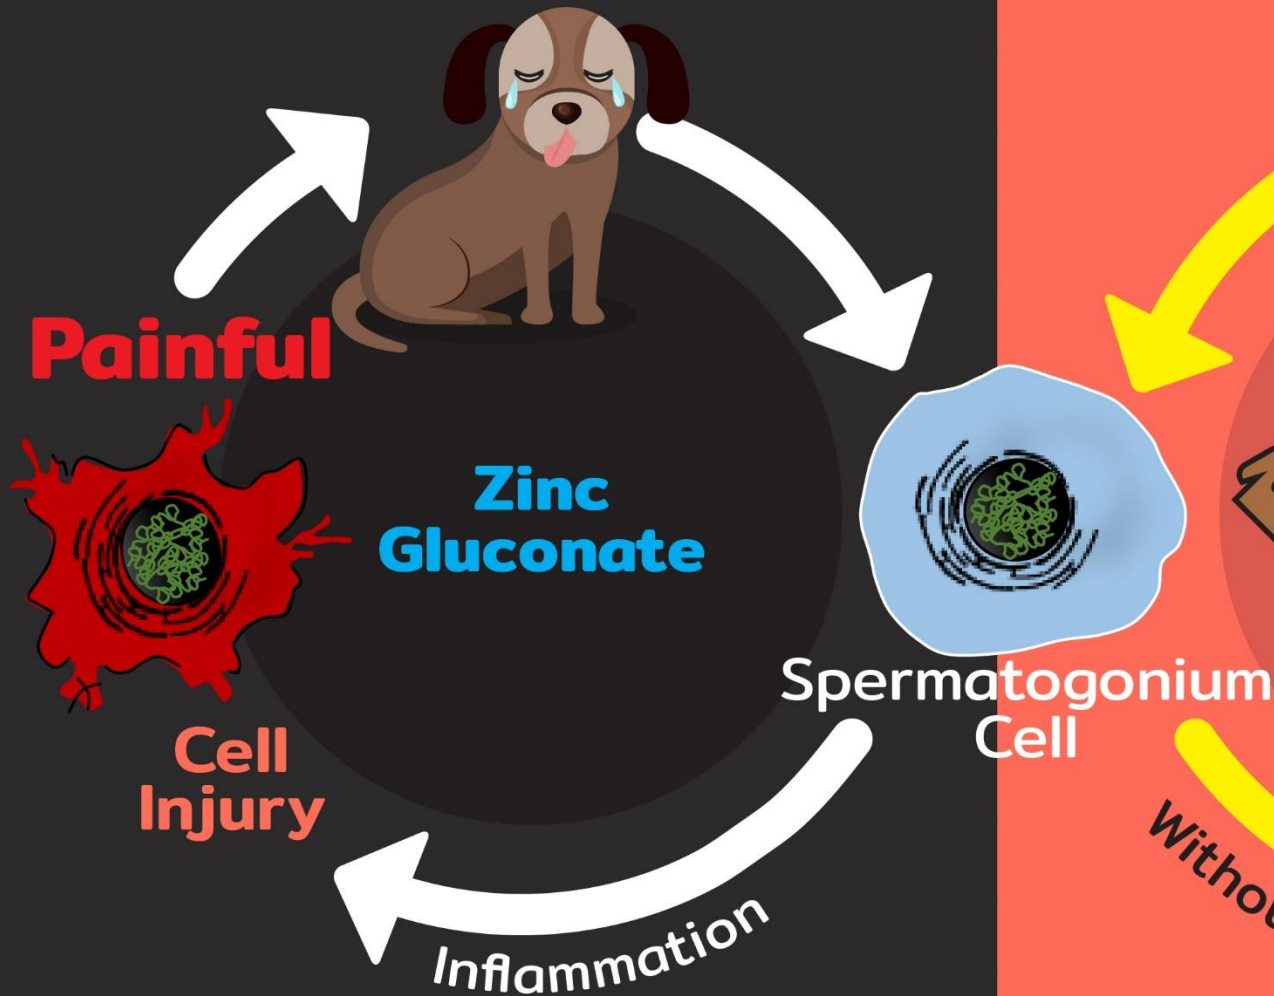 Painful
Zinc
Gluconate
Spermatogonium
Cell
Cell
Injury
Inflammation